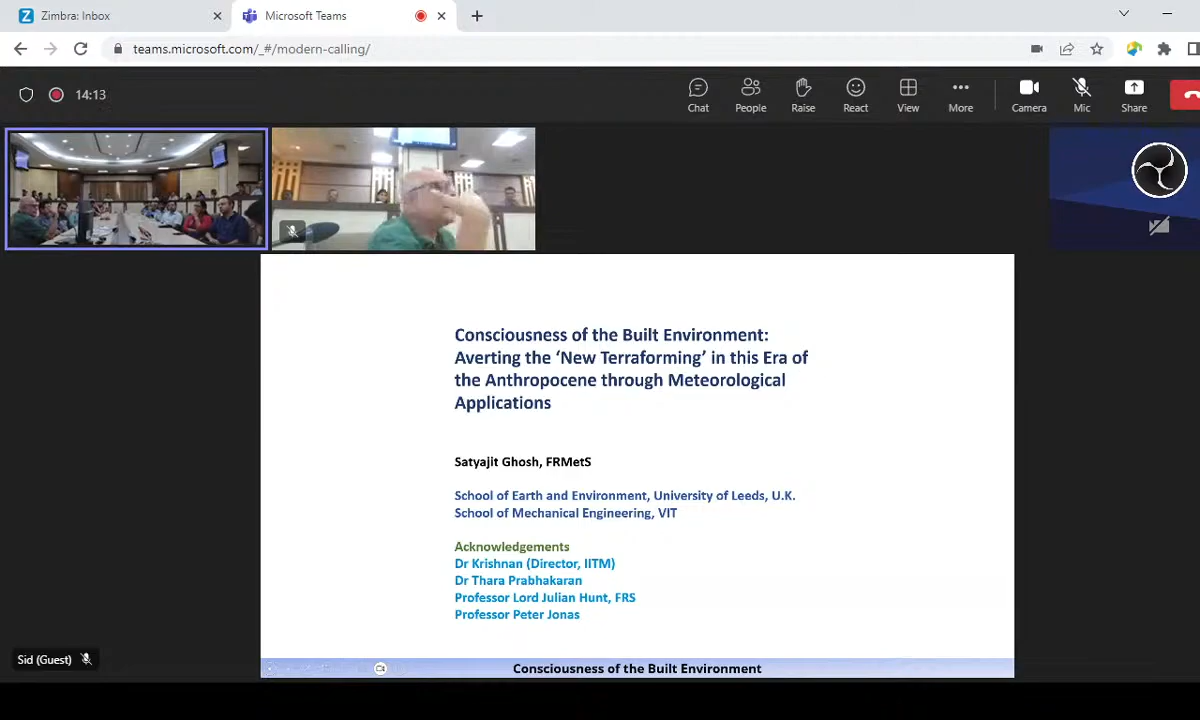 Zimbra: Inbox
Microsoft Teams
teams.microsoft.com/_#/modern-calling/
14:13
Chat
People
Raise
React
View
More
Camera
Mic
Share
Consciousness of the Built Environment:
Averting the ‘New Terraforming’ in this Era of
the Anthropocene through Meteorological
Applications
Satyajit Ghosh, FRMetS
School of Earth and Environment, University of Leeds, U.K.
School of Mechanical Engineering, VIT
Acknowledgements
Dr Krishnan (Director, IITM)
Dr Thara Prabhakaran
Professor Lord Julian Hunt, FRS
Professor Peter Jonas
Sid (Guest)
Consciousness of the Built Environment